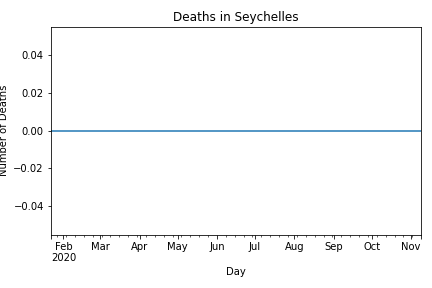 Deaths in Seychelles
0.04
0.02
0.00
−0.02
−0.04
Number of Deaths
Feb Mar Apr May Jun Jul Aug Sep Oct Nov
2020
Day